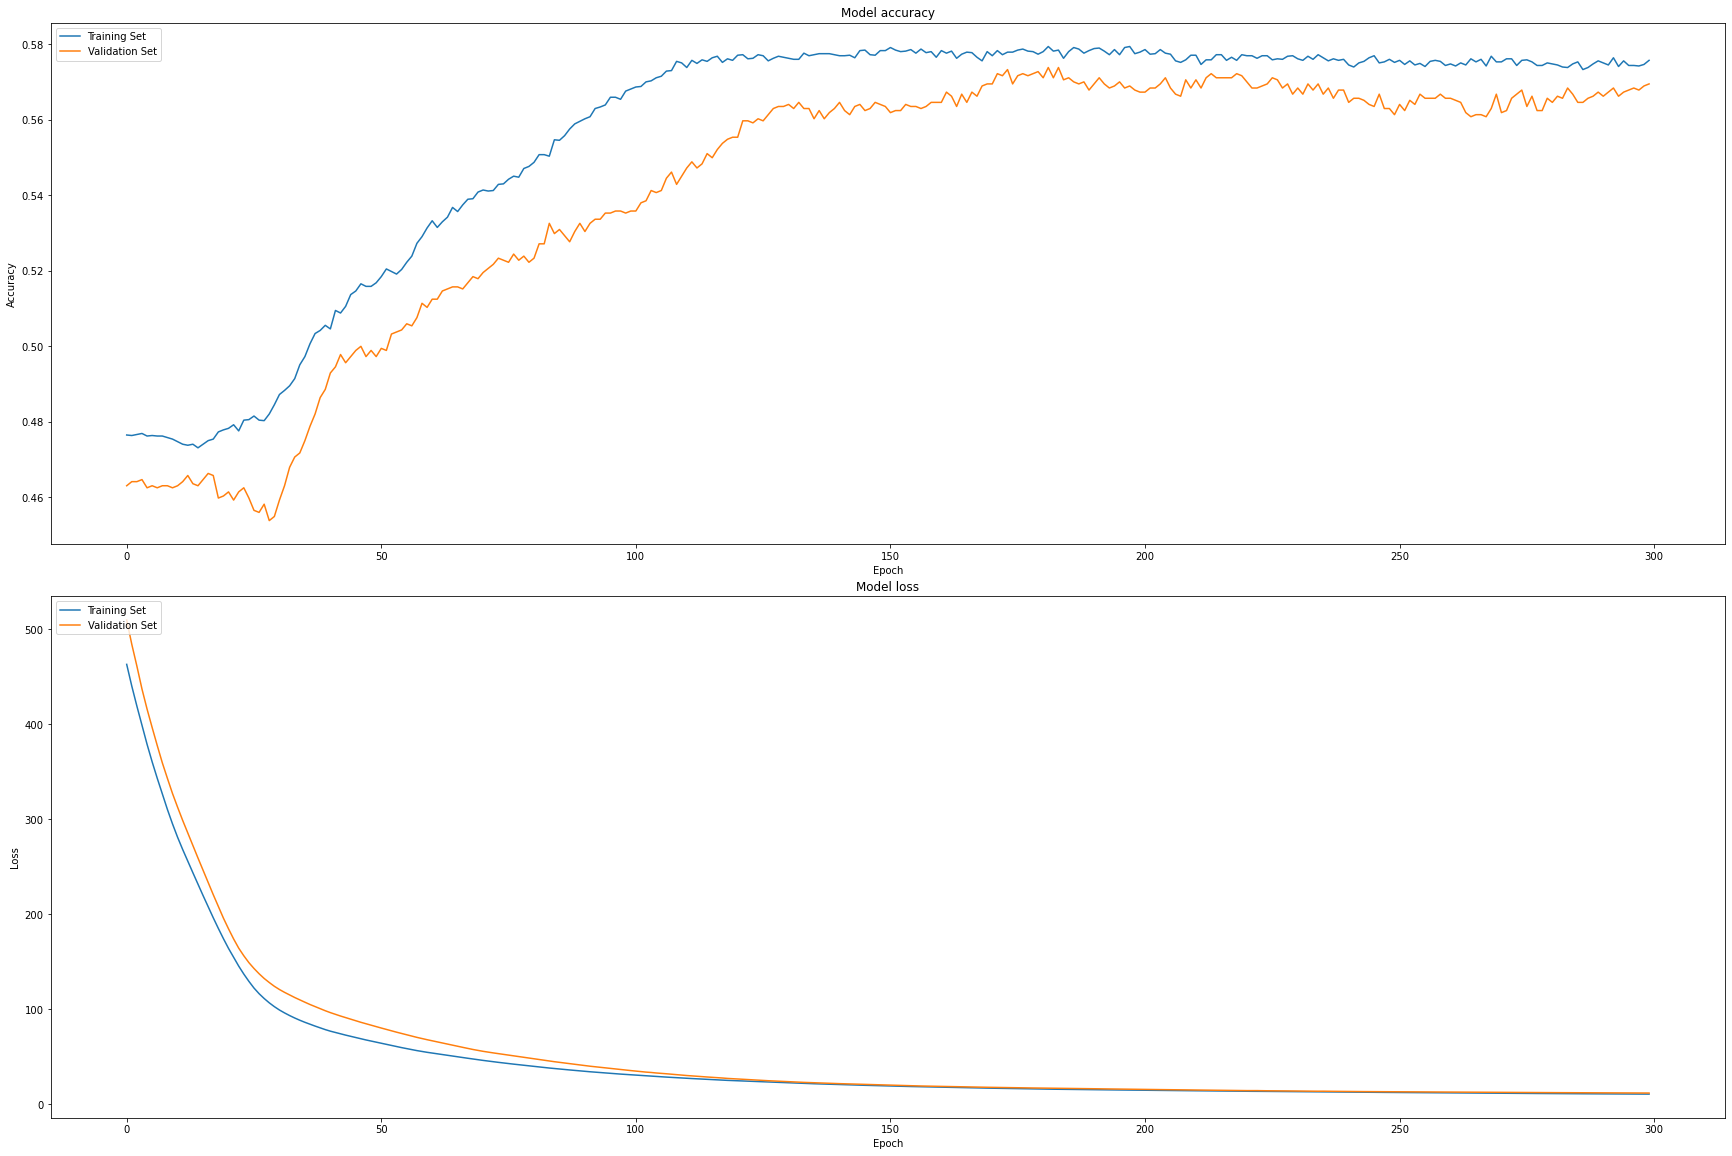 Model accuracy
Training Set
Validation Set
0.58
0.56
0.54
0.52
0.50
0.48
0.46
Accuracy
0 50 100 150 200 250 300
Epoch
Model loss
Training Set
Validation Set
500
400
300
200
100
0
Loss
0 50 100 150 200 250 300
Epoch